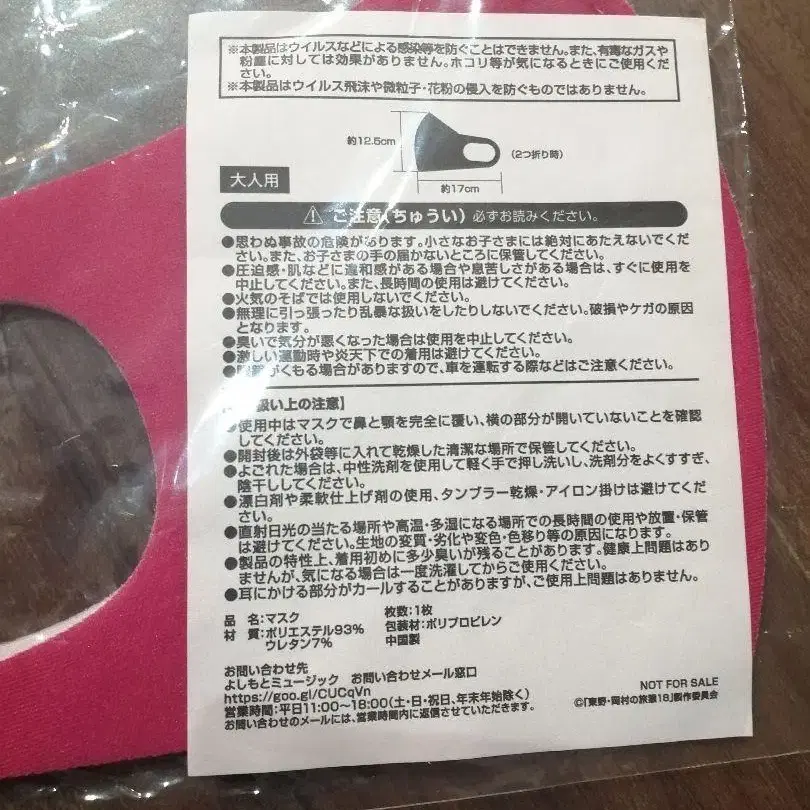 ※本製品はウイルスなどによる感染等を防ぐことはできません。また、有毒なガスや
粉塵に対しては効果がありません。ホコリ等が気になるときにご使用くだ
さい。
※本製品はウイルス飛沫や微粒子・花粉の侵入を防ぐものではありません。
約12.5cm
(2つ折り時)
約17cm
大人用
ご注意(ちゅうい) 必ずお読みください。
●思わぬ事故の危険があります。小さなお子さまには絶対にあたえないでくだ
さい。また、お子さまの手の届かないところに保管してください。
●圧迫感・肌などに違和感がある場合や息苦しさがある場合は、すぐに使用を
中止してください。また、長時間の使用は避けてください。
●火気のそばでは使用しないでください。
●無理に引っ張ったり乱暴な扱いをしたりしないでください。破損やケガの原因
となります。
●臭いで気分が悪くなった場合は使用を中止してください。
●激しい運動時や炎天下での着用は避けてください。
がくもる場合がありますので、車を運転する際などはご注意ください。
扱い上の注意】
●使用中はマスクで鼻と顎を完全に覆い、横の部分が開いていないことを確認
してください。
●開封後は外袋等に入れて乾燥した清潔な場所で保管してください。
●よごれた場合は、中性洗剤を使用して軽く手で押し洗いし、洗剤分をよくすすぎ、
陰干ししてください。
●漂白剤や柔軟仕上げ剤の使用、タンブラー乾燥・アイロン掛けは避けてくだ
さい。
●直射日光の当たる場所や高温・多湿になる場所での長時間の使用や放置・保管
は避けてください。生地の変質・劣化や変色・色移り等の原因になります。
●製品の特性上、着用初めに多少臭いが残ることがあります。健康上問題はあり
ませんが、気になる場合は一度洗濯してからご使用ください。
●耳にかける部分がカールすることがありますが、ご使用上問題はありません。
品 名:マスク 枚数:1枚
材 質:ポリエステル93% 包装材:ポリプロピレン
ウレタン7% 中国製
お問い合わせ先
よしもとミュージック お問い合わせメール窓口
https://goo.gl/CUCqVn
営業時間:平日11:00～18:00(土・日・祝日、年末年始除く)
お問い合わせのメールには、営業時間内に返信させていただきます。
NOT FOR SALE
©「東野・岡村の旅猿18」製作委員会